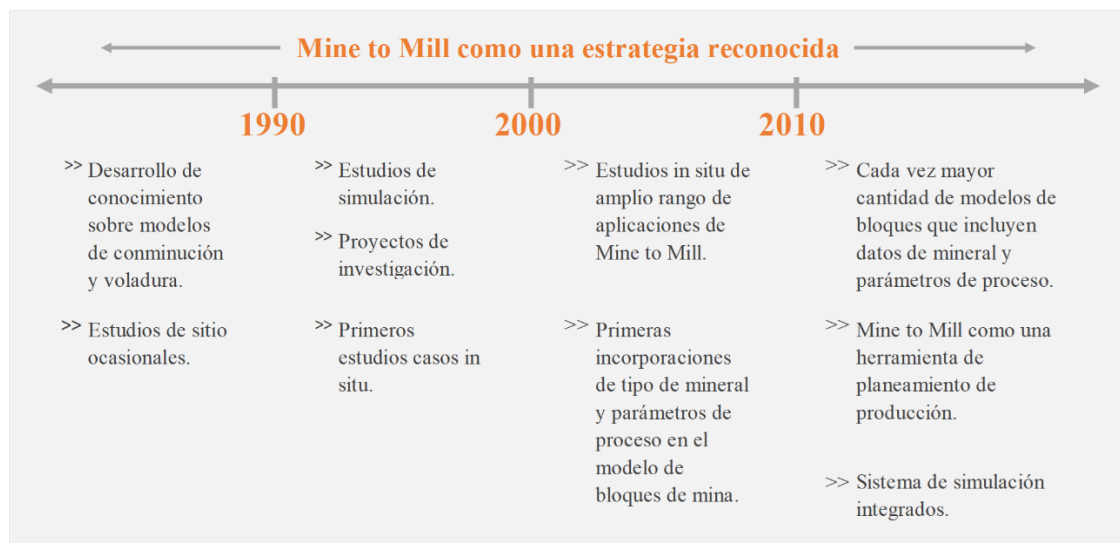 Mine to Mill como una estrategia reconocida
1990
2000
2010
>> Desarrollo de
conocimiento
sobre modelos
de conminución
y voladura.
>> Estudios de sitio
ocasionales.
>> Estudios de
simulación.
>> Proyectos de
investigación.
>> Primeros
estudios casos in
situ.
>> Estudios in situ de
amplio rango de
aplicaciones de
Mine to Mill.
>> Primeras
incorporaciones
de tipo de mineral
y parámetros de
proceso en el
modelo de
bloques de mina.
>> Cada vez mayor
cantidad de modelos de
bloques que incluyen
datos de mineral y
parámetros de proceso.
>> Mine to Mill como una
herramienta de
planeamiento de
producción.
>> Sistema de simulación
integrados.